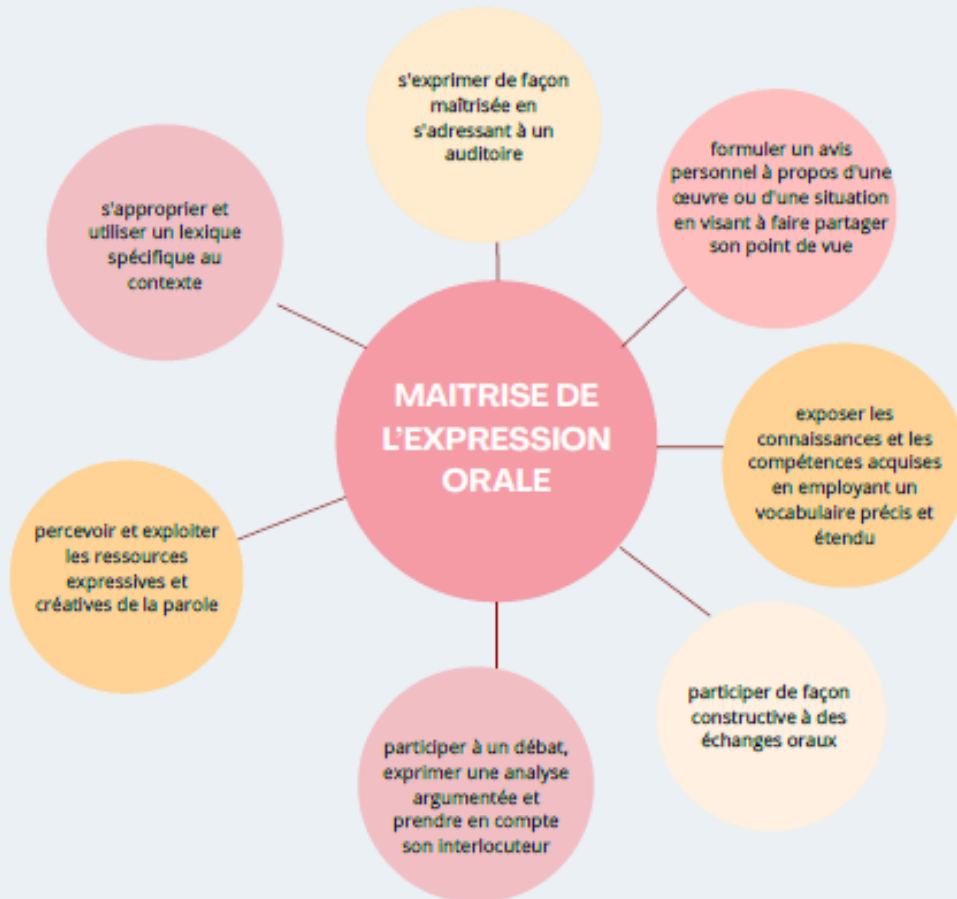 s'exprimer de façon
maîtrisée en
s'adressant à un
auditoire
formuler un avis
personnel à propos d'une
œuvre ou d'une situation
en visant à faire partager
son point de vue
s'approprier et
utiliser un lexique
spécifique au
contexte
MAITRISE DE
L'EXPRESSION
ORALE
exposer les
connaissances et les
compétences acquises
en employant un
vocabulaire précis et
étendu
percevoir et exploiter
les ressources
expressives et
créatives de la parole
participer de façon
constructive à des
échanges oraux
participer à un débat,
exprimer une analyse
argumentée et
prendre en compte
son interlocuteur